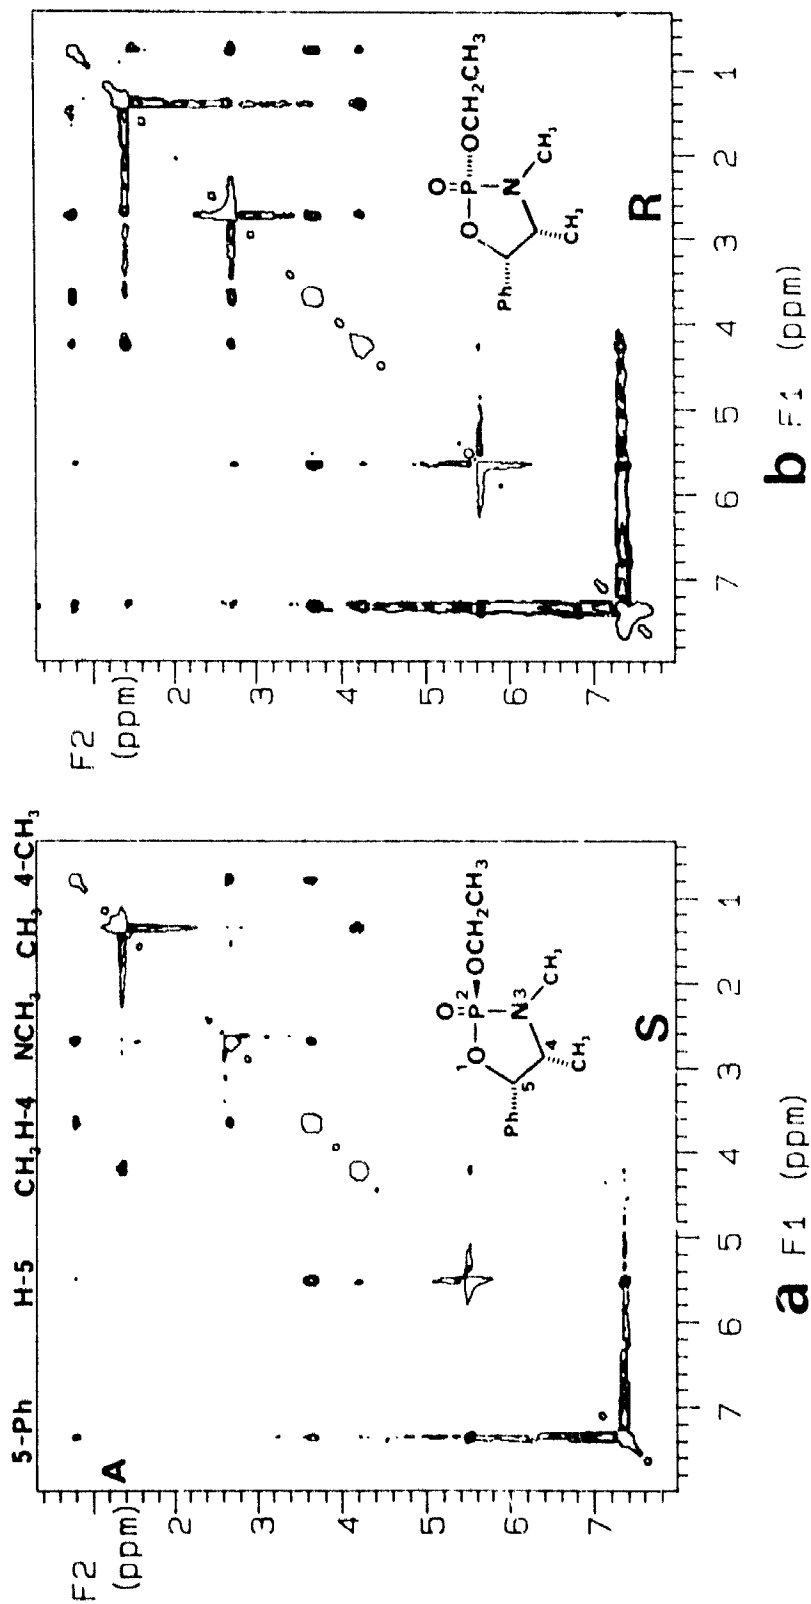 5-Ph H-5 CH₂ H-4 NCH₃ CH₃ 4-CH₃
A
F2
(ppm)
2
3
4
5
6
7
O
¹O P² OCH₂CH₃
Ph 5 4 N3 CH₃
CH₃
S
7 6 5 4 3 2 1
a F1 (ppm)
F2
(ppm)
2
3
4
5
6
7
O
O P OCH₂CH₃
Ph N CH₃
CH₃
R
7 6 5 4 3 2 1
b F1 (ppm)